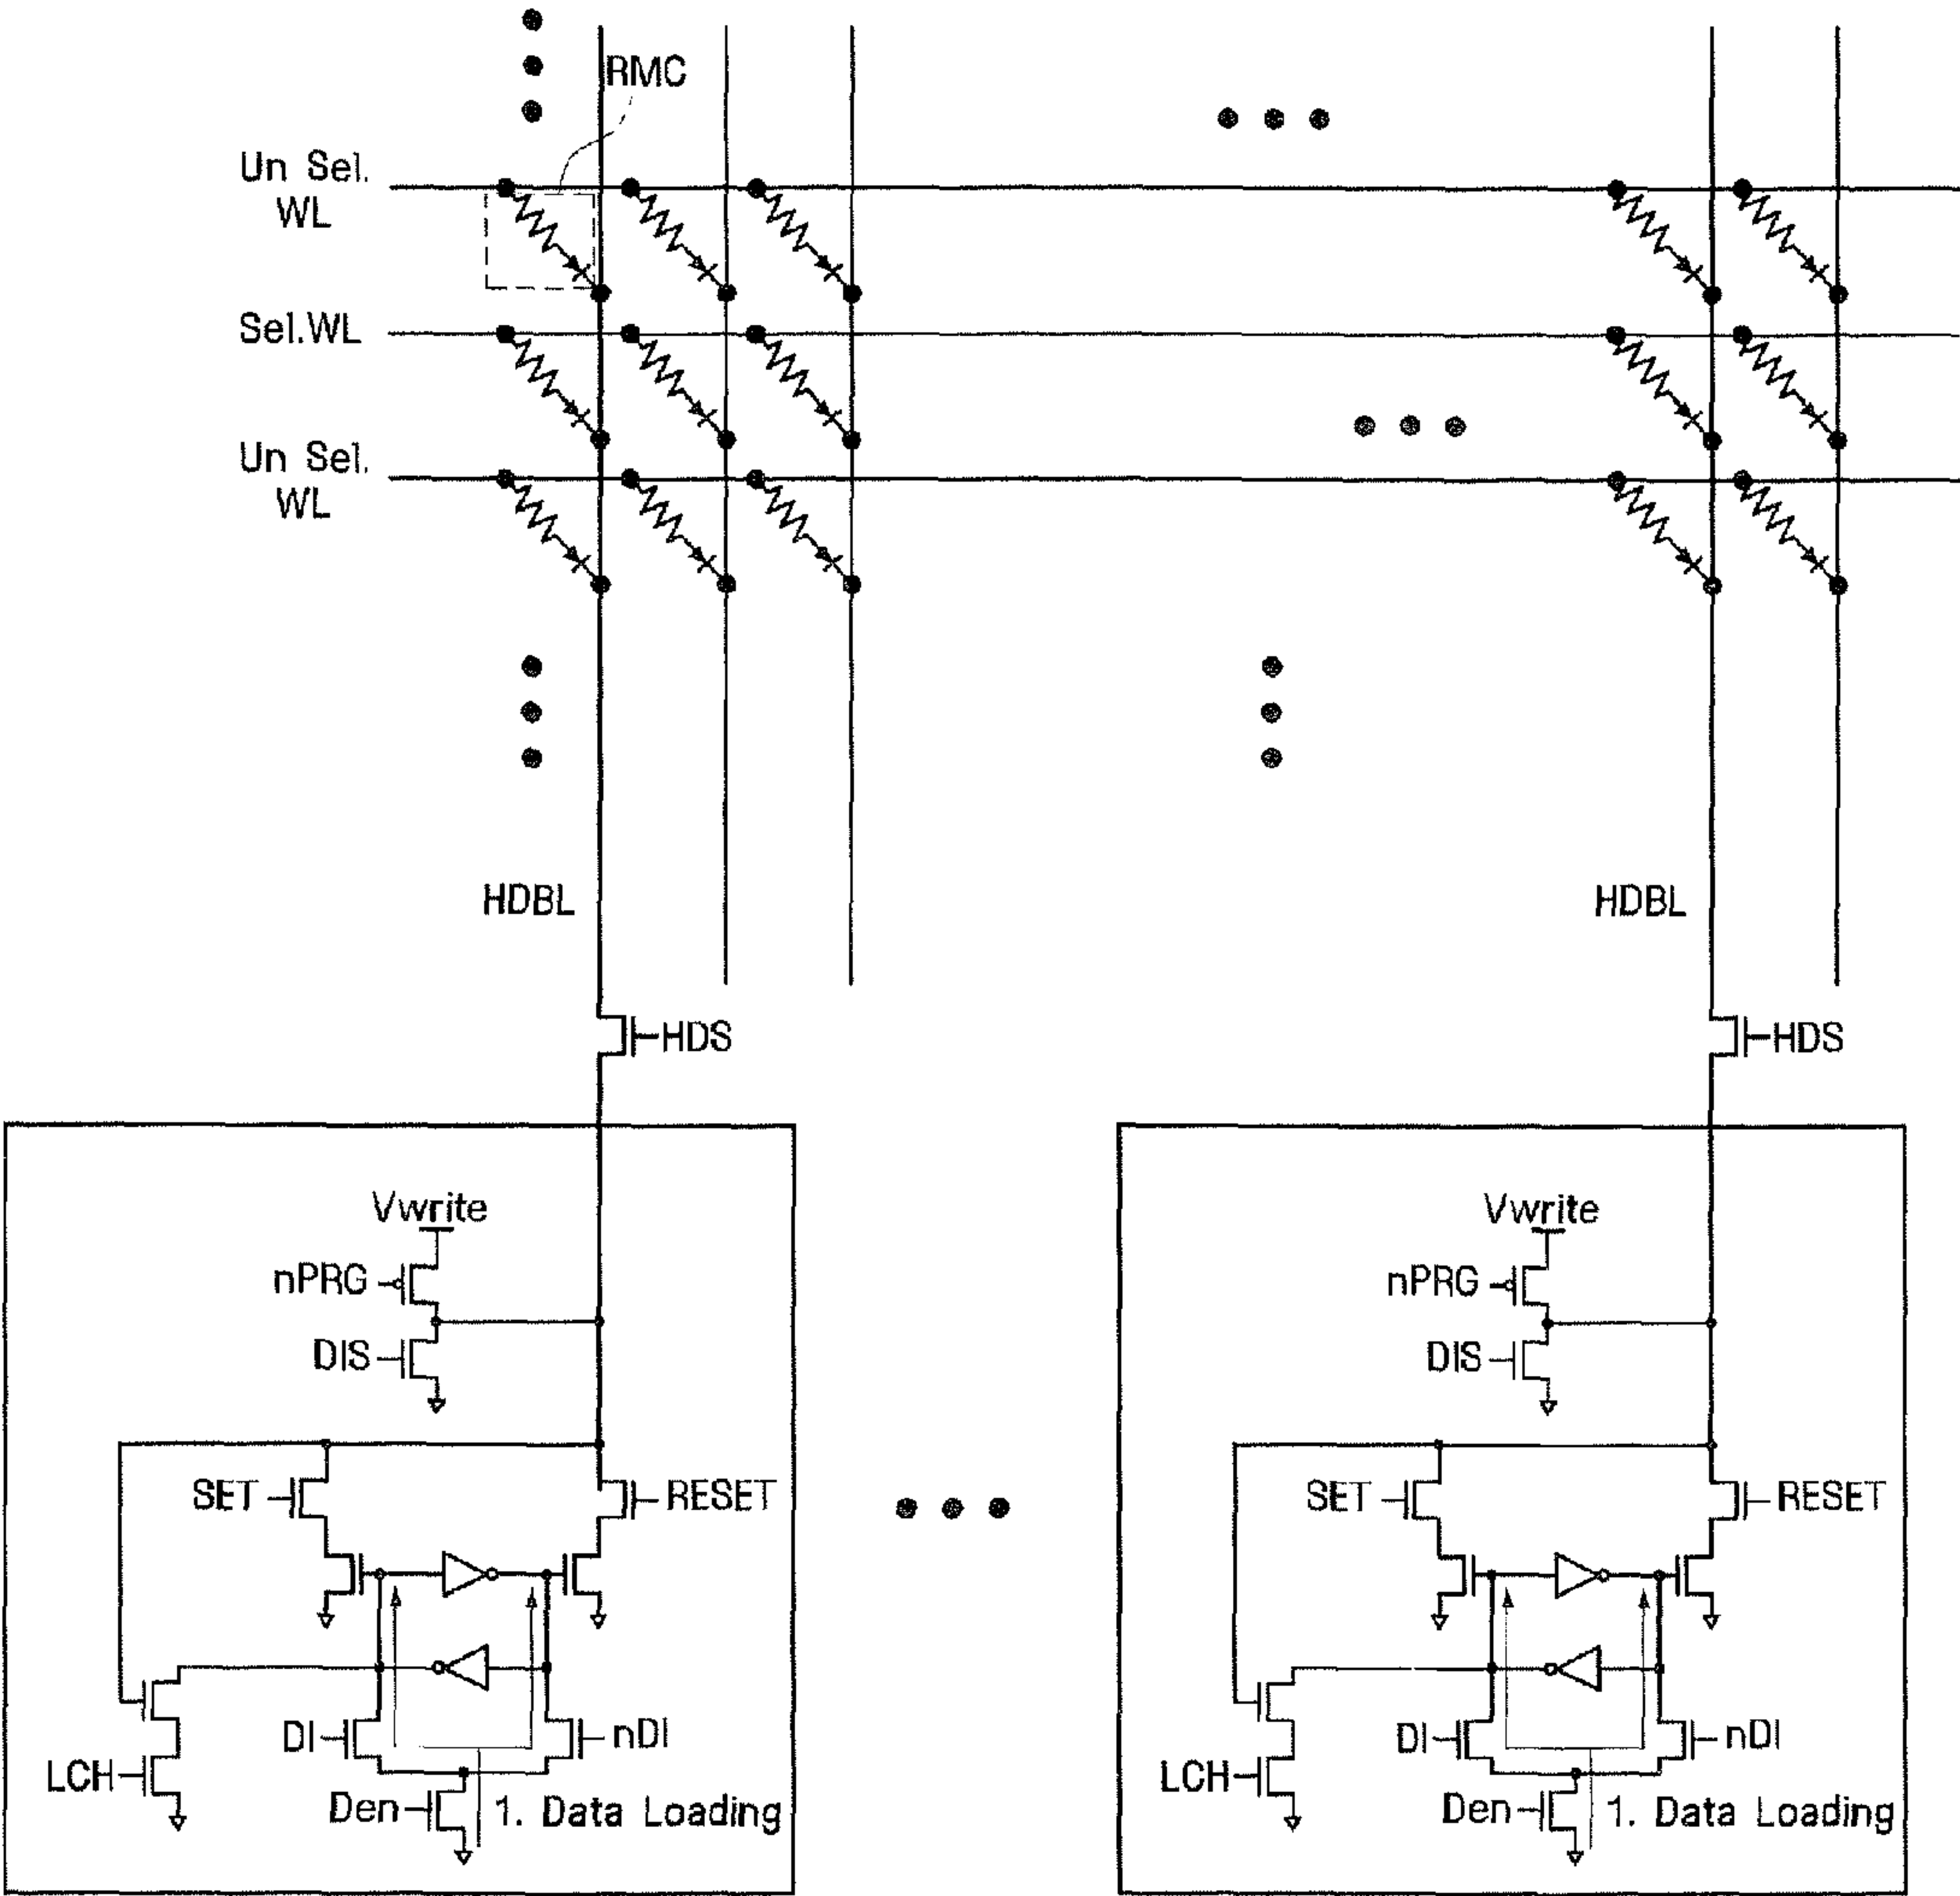 RMC
Un Sel.
WL
Sel.WL
Un Sel.
WL
HDBL
HDBL
HDS
HDS
Vwrite
nPRG
DIS
SET
RESET
DI
nDI
LCH
Den
1. Data Loading
Vwrite
nPRG
DIS
SET
RESET
DI
nDI
LCH
Den
1. Data Loading